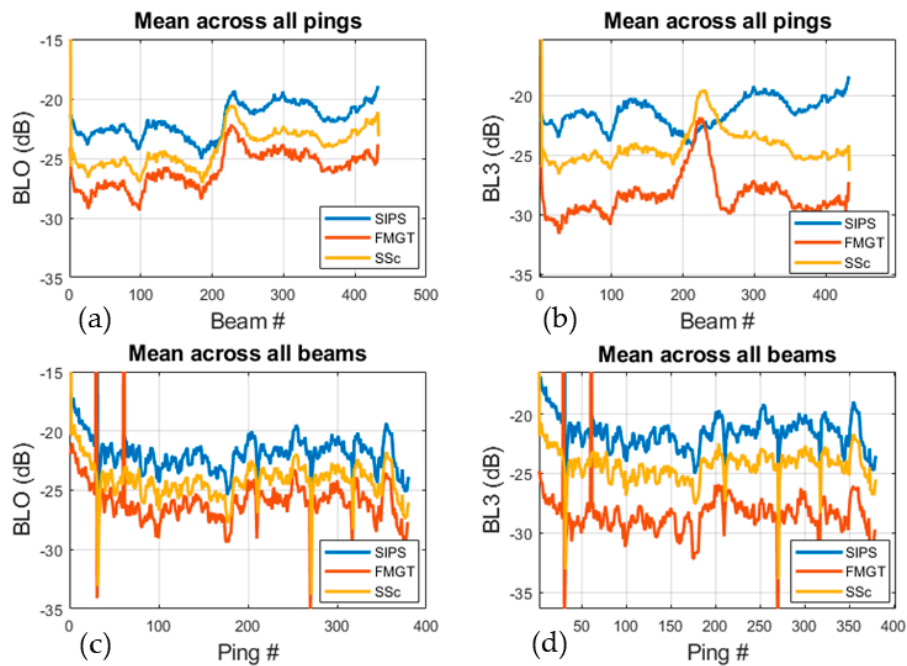 Mean across all pings
BLO (dB)
-15
-20
-25
-30
-35
0
100
200
300
400
500
Beam #
SIPS
FMGT
SSc
(a)
Mean across all pings
BL3 (dB)
-20
-25
-30
-35
0
100
200
300
400
Beam #
SIPS
FMGT
SSc
(b)
Mean across all beams
BLO (dB)
-15
-20
-25
-30
-35
0
100
200
300
400
Ping #
SIPS
FMGT
SSc
(c)
Mean across all beams
BL3 (dB)
-20
-25
-30
-35
50
100
150
200
250
300
350
400
Ping #
SIPS
FMGT
SSc
(d)